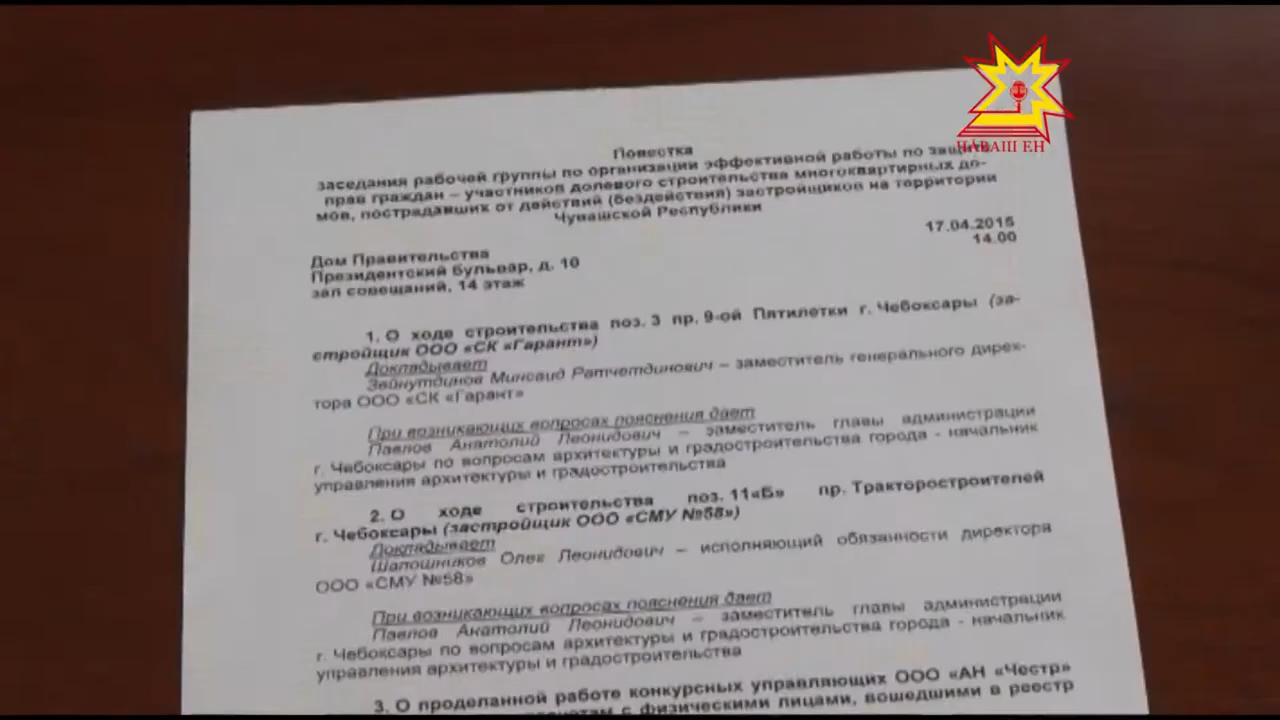 ЧĂВАШ ЕН
Повестка
заседания рабочей группы по организации эффективной работы по защите
прав граждан – участников долевого строительства многоквартирных до-
мов, пострадавших от действий (бездействия) застройщиков на территории
Чувашской Республики
17.04.2015
14.00
Дом Правительства
Президентский бульвар, д. 10
зал совещаний, 14 этаж
1. О ходе строительства поз. 3 пр. 9-ой Пятилетки г. Чебоксары (за-
стройщик ООО «СК «Гарант»)
Докладывает
Зайнутдинов Минсаид Ратчетдинович – заместитель генерального дирек-
тора ООО «СК «Гарант»
При возникающих вопросах пояснения дает
Павлов Анатолий Леонидович – заместитель главы администрации
г. Чебоксары по вопросам архитектуры и градостроительства города - начальник
управления архитектуры и градостроительства
2. О ходе строительства поз. 11«Б» пр. Тракторостроителей
г. Чебоксары (застройщик ООО «СМУ №58»)
Докладывает
Шапошников Олег Леонидович – исполняющий обязанности директора
ООО «СМУ №58»
При возникающих вопросах пояснения дает
Павлов Анатолий Леонидович – заместитель главы администрации
г. Чебоксары по вопросам архитектуры и градостроительства города - начальник
управления архитектуры и градостроительства
3. О проделанной работе конкурсных управляющих ООО «АН «Честр»
с физическими лицами, вошедшими в реестр